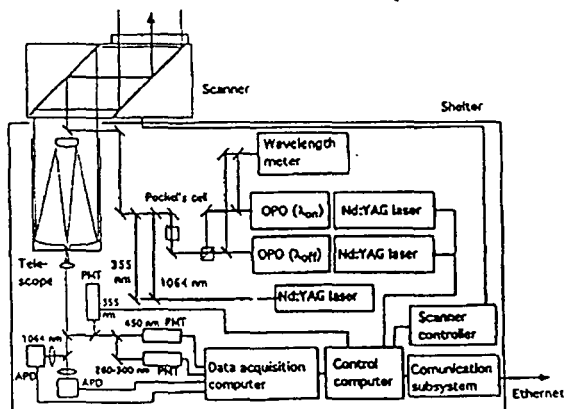 Scanner
Shelter
Wavelength
meter
Pockel's cell
OPO (λon)
Nd:YAG laser
OPO (λoff)
Nd:YAG laser
Tele-
scope
PMT
355
nm
355
nm
1064 nm
Nd:YAG laser
1064 nm
450 nm PMT
APD
260-300 nm
PMT
APD
Data acquisition
computer
Control
computer
Scanner
controller
Comunication
subsystem
Ethernet